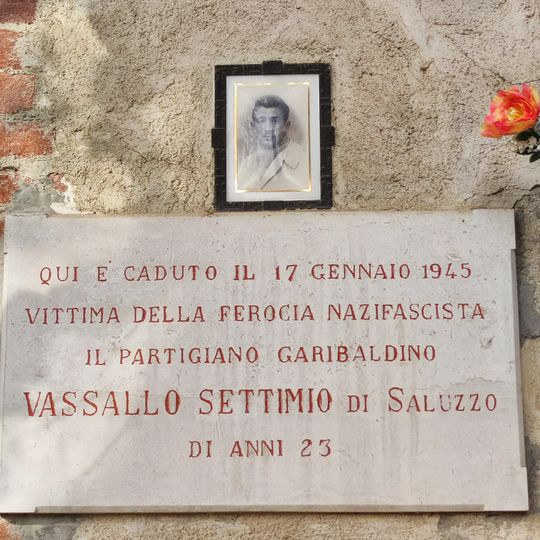 QUI E' CADUTO IL 17 GENNAIO 1945
VITTIMA DELLA FEROCIA NAZIFASCISTA
IL PARTIGIANO GARIBALDINO
VASSALLO SETTIMIO DI SALUZZO
DI ANNI 23